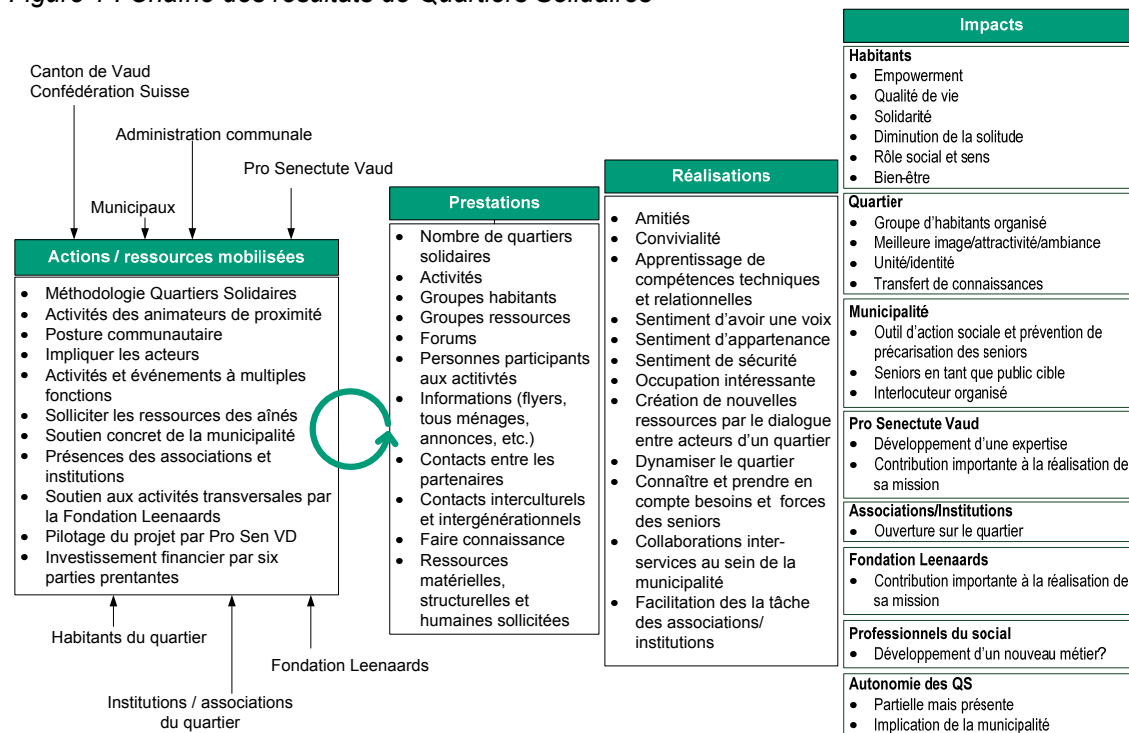 Figure 1 : Chaîne des résultats de Quartiers Solidaires
Canton de Vaud
Confédération Suisse
Administration communale
Pro Senectute Vaud
Municipaux
Actions / ressources mobilisées
• Méthodologie Quartiers Solidaires
• Activités des animateurs de proximité
• Posture communautaire
• Impliquer les acteurs
• Activités et événements à multiples
fonctions
• Solliciter les ressources des aînés
• Soutien concret de la municipalité
• Présences des associations et
institutions
• Soutien aux activités transversales par
la Fondation Leenaards
• Pilotage du projet par Pro Sen VD
• Investissement financier par six
parties prentantes
Habitants du quartier
Fondation Leenaards
Institutions / associations
du quartier
Prestations
• Nombre de quartiers
solidaires
• Activités
• Groupes habitants
• Groupes ressources
• Forums
• Personnes participants
aux actitivtés
• Informations (flyers,
tous ménages,
annonces, etc.)
• Contacts entre les
partenaires
• Contacts interculturels
et intergénérationnels
• Faire connaissance
• Ressources
matérielles,
structurelles et
humaines sollicitées
Réalisations
• Amitiés
• Convivialité
• Apprentissage de
compétences techniques
et relationnelles
• Sentiment d'avoir une voix
• Sentiment d'appartenance
• Sentiment de sécurité
• Occupation intéressante
• Création de nouvelles
ressources par le dialogue
entre acteurs d'un quartier
• Dynamiser le quartier
• Connaître et prendre en
compte besoins et forces
des seniors
• Collaborations inter-
services au sein de la
municipalité
• Facilitation des la tâche
des associations/
institutions
Impacts
Habitants
• Empowerment
• Qualité de vie
• Solidarité
• Diminution de la solitude
• Rôle social et sens
• Bien-être
Quartier
• Groupe d'habitants organisé
• Meilleure image/attractivité/ambiance
• Unité/identité
• Transfert de connaissances
Municipalité
• Outil d'action sociale et prévention de
précarisation des seniors
• Seniors en tant que public cible
• Interlocuteur organisé
Pro Senectute Vaud
• Développement d'une expertise
• Contribution importante à la réalisation de
sa mission
Associations/Institutions
• Ouverture sur le quartier
Fondation Leenaards
• Contribution importante à la réalisation de
sa mission
Professionnels du social
• Développement d'un nouveau métier?
Autonomie des QS
• Partielle mais présente
• Implication de la municipalité